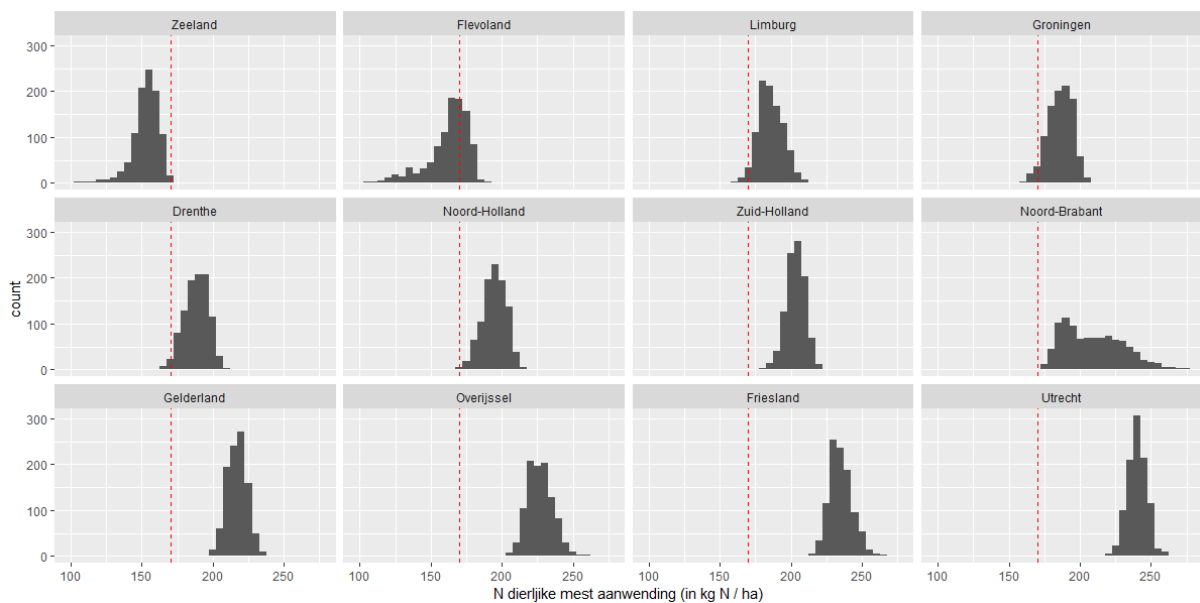 Zeeland Flevoland Limburg Groningen
300
200
100
0
Drenthe Noord-Holland Zuid-Holland Noord-Brabant
300
200
100
0
count
Gelderland Overijssel Friesland Utrecht
300
200
100
0
100 150 200 250 100 150 200 250 100 150 200 250 100 150 200 250
N dierljike mest aanwending (in kg N / ha)